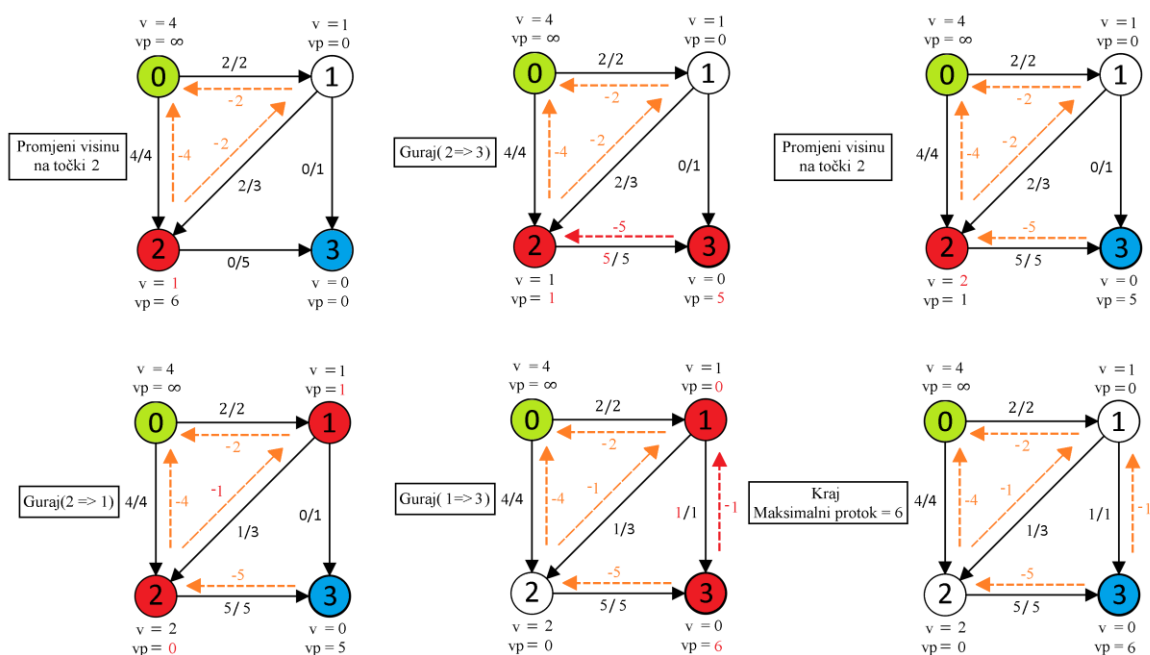 v = 4
vp = ∞
v = 1
vp = 0
0
2/2
1
-2
Promjeni visinu
na točki 2
4/4
-4
-2
2/3
0/1
2
0/5
3
v = 1
vp = 6
v = 0
vp = 0
v = 4
vp = ∞
v = 1
vp = 0
0
2/2
1
-2
Guraj( 2=> 3)
4/4
-4
-2
2/3
0/1
2
-5
5/ 5
3
v = 1
vp = 1
v = 0
vp = 5
v = 4
vp = ∞
v = 1
vp = 0
0
2/2
1
-2
Promjeni visinu
na točki 2
4/4
-4
-2
2/3
0/1
2
-5
5/ 5
3
v = 2
vp = 1
v = 0
vp = 5
v = 4
vp = ∞
v = 1
vp = 1
0
2/2
1
-2
Guraj(2 => 1)
4/4
-4
-1
1/3
0/1
2
-5
5/ 5
3
v = 2
vp = 0
v = 0
vp = 5
v = 4
vp = ∞
v = 1
vp = 0
0
2/2
1
-2
Guraj( 1=>3)
4/4
-4
-1
1/3
1/1
-1
2
-5
5/ 5
3
v = 2
vp = 0
v = 0
vp = 6
v = 4
vp = ∞
v = 1
vp = 0
0
2/2
1
-2
Kraj
Maksimalni protok = 6
4/4
-4
-1
1/3
1/1
-1
2
-5
5/ 5
3
v = 2
vp = 0
v = 0
vp = 6